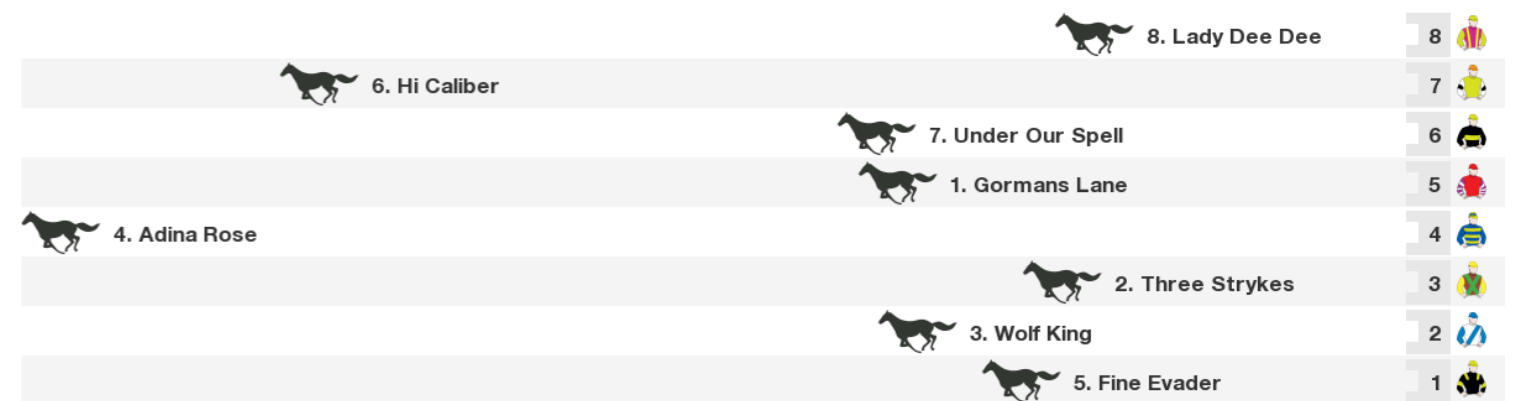 8. Lady Dee Dee 8
6. Hi Caliber 7
7. Under Our Spell 6
1. Gormans Lane 5
4. Adina Rose 4
2. Three Strykes 3
3. Wolf King 2
5. Fine Evader 1